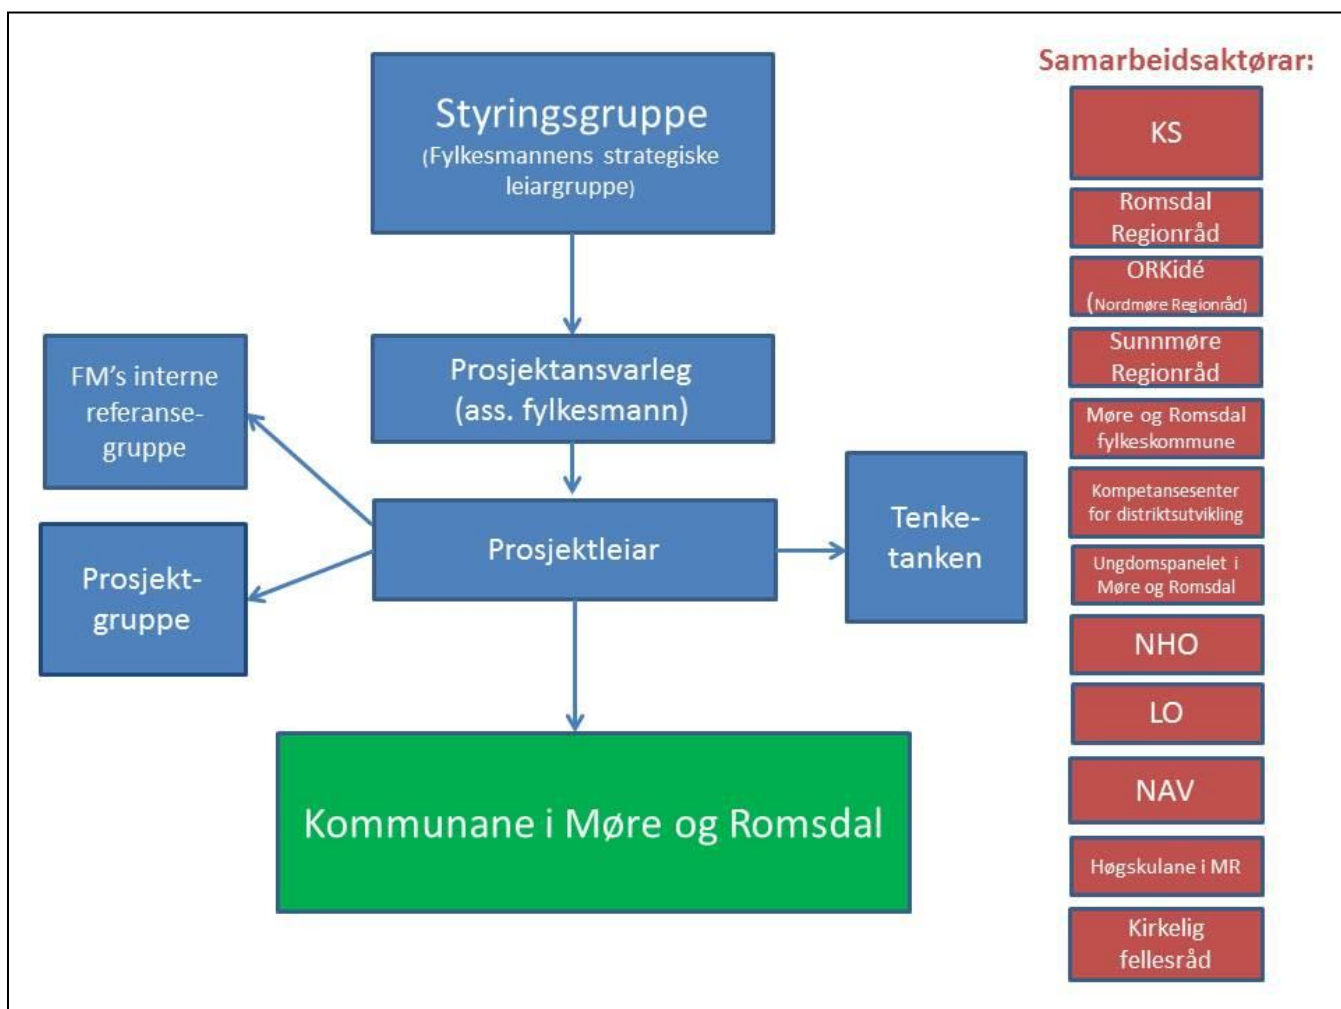 Styringsgruppe
(Fylkesmannens strategiske
leiargruppe)
FM's interne
referanse-
gruppe
Prosjektansvarleg
(ass. fylkesmann)
Prosjekt-
gruppe
Prosjektleiar
Tenke-
tanken
Kommunane i Møre og Romsdal
Samarbeidsaktørar:
KS
Romsdal
Regionråd
ORKidé
(Nordmøre Regionråd)
Sunnmøre
Regionråd
Møre og Romsdal
fylkeskommune
Kompetansesenter
for distriktsutvikling
Ungdomspanelet i
Møre og Romsdal
NHO
LO
NAV
Høgskulane i MR
Kirkelig
fellesråd